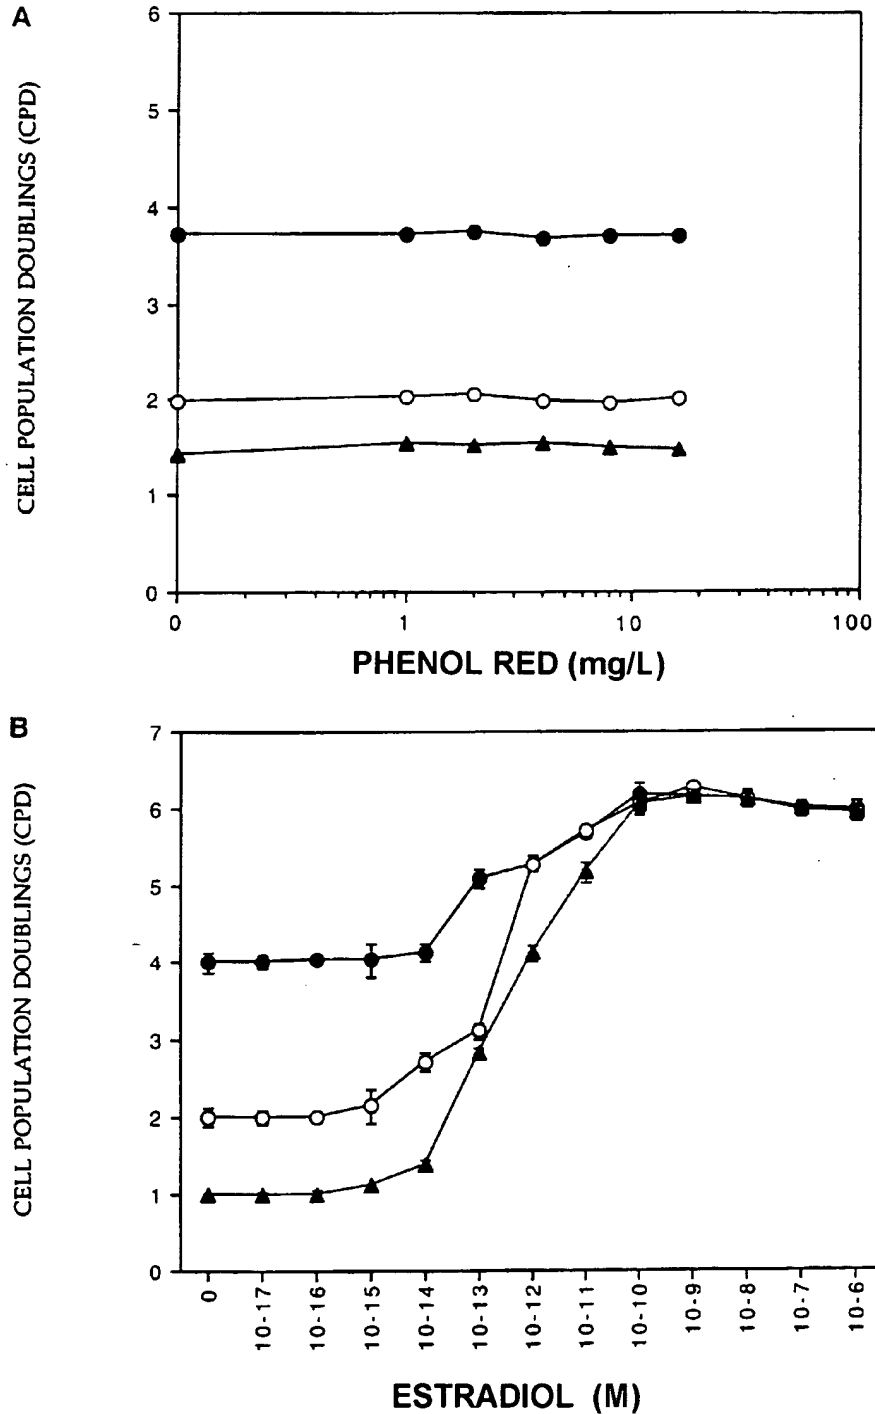 A
CELL POPULATION DOUBLINGS (CPD)
6
5
4
3
2
1
0
0 1 10 100
PHENOL RED (mg/L)
B
CELL POPULATION DOUBLINGS (CPD)
7
6
5
4
3
2
1
0
0 10-17 10-16 10-15 10-14 10-13 10-12 10-11 10-10 10-9 10-8 10-7 10-6
ESTRADIOL (M)